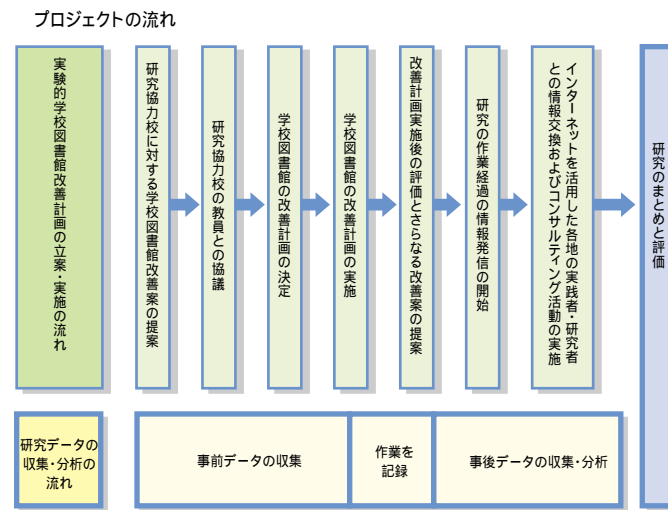 プロジェクトの流れ
実験的学校図書館改善計画の立案・実施の流れ
研究協力校に対する学校図書館改善案の提案
研究協力校の教員との協議
学校図書館の改善計画の決定
学校図書館の改善計画の実施
改善計画実施後の評価とさらなる改善案の提案
研究の作業経過の情報発信の開始
インターネットを活用した各地の実践者・研究者
との情報交換およびコンサルティング活動の実施
研究のまとめと評価
研究データの
収集・分析の
流れ
事前データの収集
作業を
記録
事後データの収集・分析